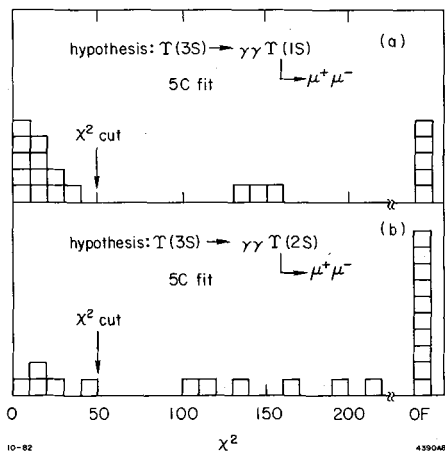 hypothesis: ϒ(3S) → γγ ϒ(1S)
(a)
→ μ⁺ μ⁻
5C fit
χ² cut
hypothesis: ϒ(3S) → γγ ϒ(2S)
(b)
→ μ⁺ μ⁻
5C fit
χ² cut
0 50 100 150 200 OF
10-82 χ² 4390A8